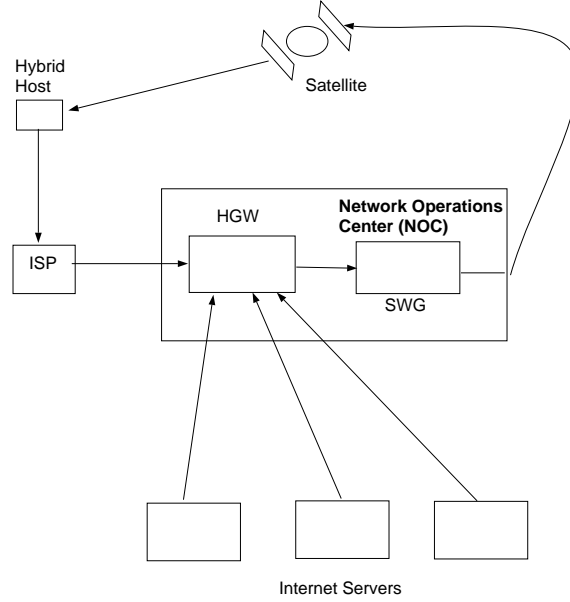 Hybrid
Host
Satellite
Network Operations
Center (NOC)
HGW
ISP
SWG
Internet Servers